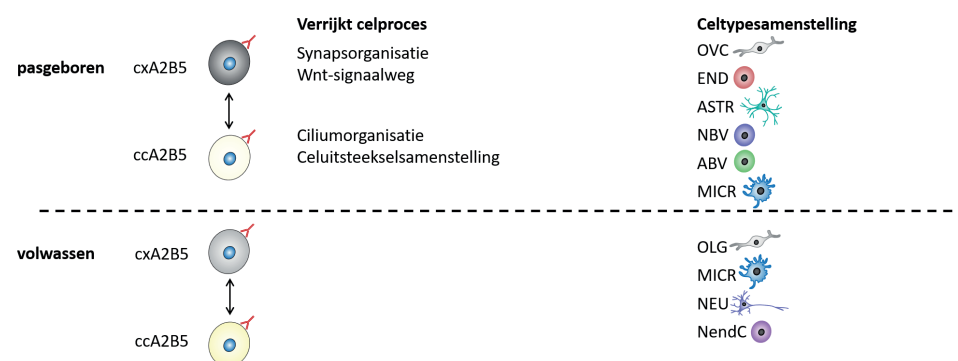 Verrijkt celproces
Celtypesamenstelling
pasgeboren
cxA2B5
Synapsorganisatie
Wnt-signaalweg
ccA2B5
Ciliumorganisatie
Celuitsteekselsamenstelling
OVC
END
ASTR
NBV
ABV
MICR
volwassen
cxA2B5
ccA2B5
OLG
MICR
NEU
NendC